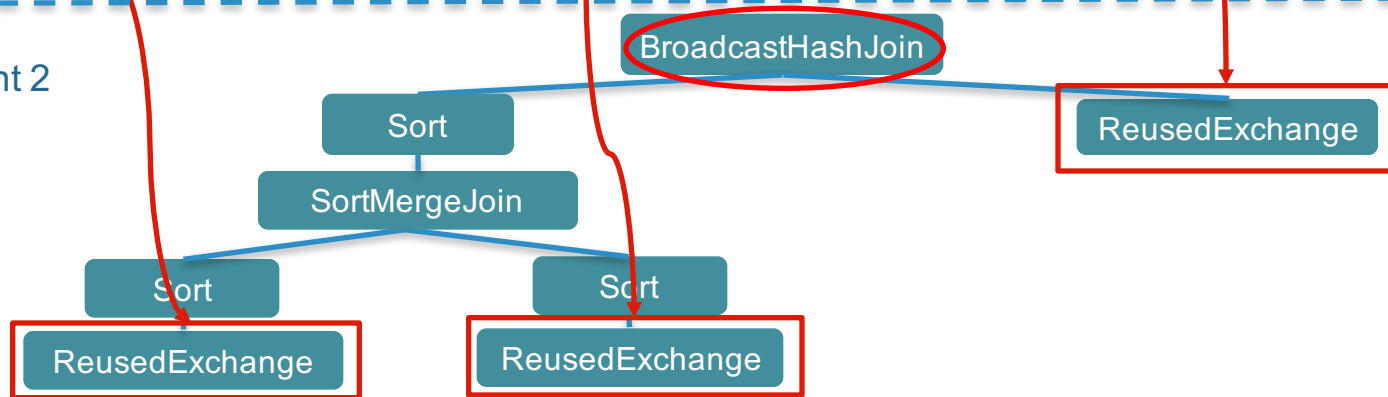 BroadcastHashJoin
nt 2
Sort
ReusedExchange
SortMergeJoin
Sort
Sort
ReusedExchange
ReusedExchange